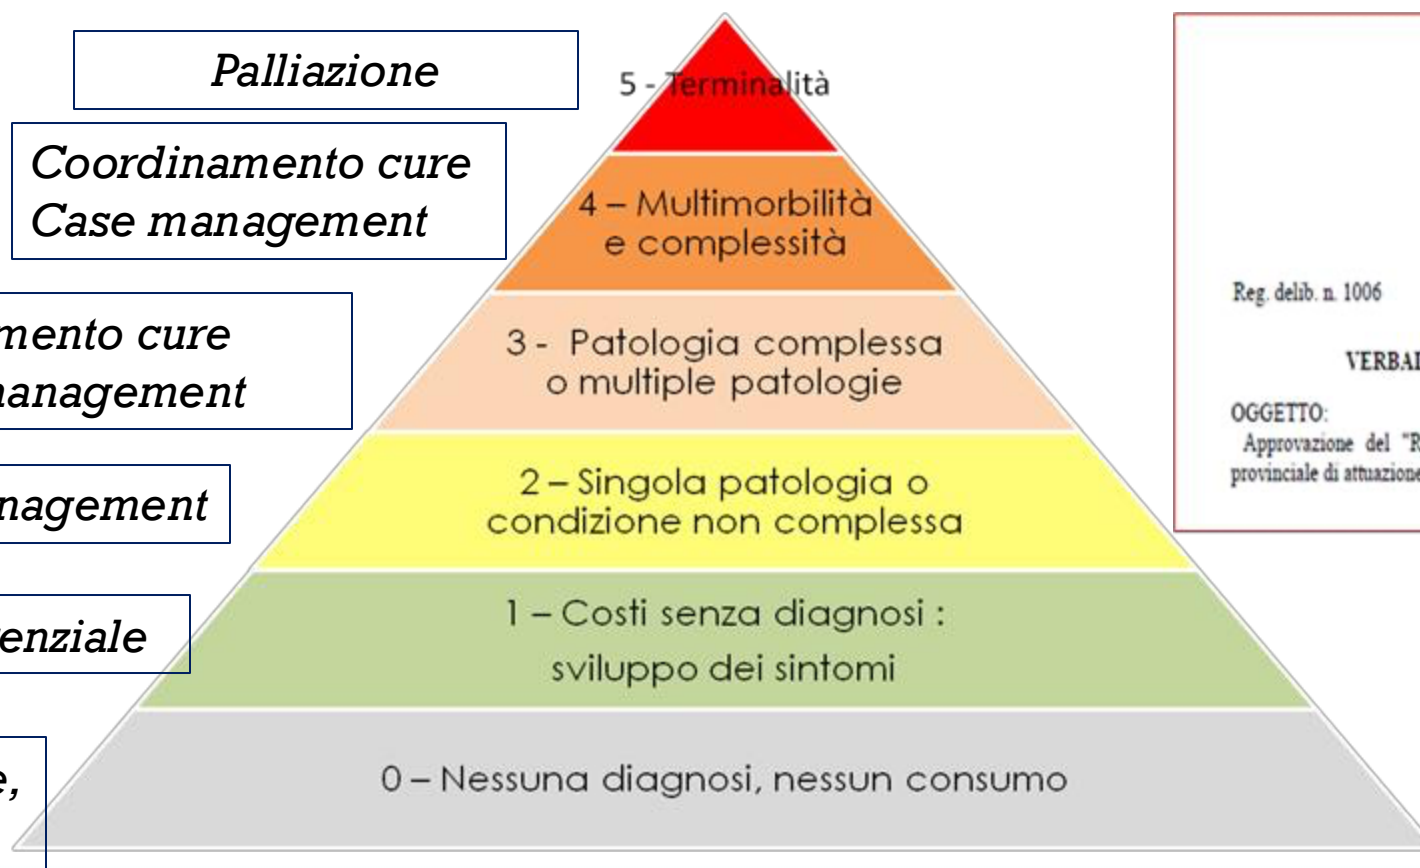 Palliazione
Coordinamento cure
Case management
mento cure
management
nagement
enziale
e,
5 - Terminalità
4 – Multimorbilità
e complessità
3 - Patologia complessa
o multiple patologie
2 – Singola patologia o
condizione non complessa
1 – Costi senza diagnosi :
sviluppo dei sintomi
0 – Nessuna diagnosi, nessun consumo
Reg. delib. n. 1006
VERBAL
OGGETTO:
Approvazione del "R
provinciale di attuazione